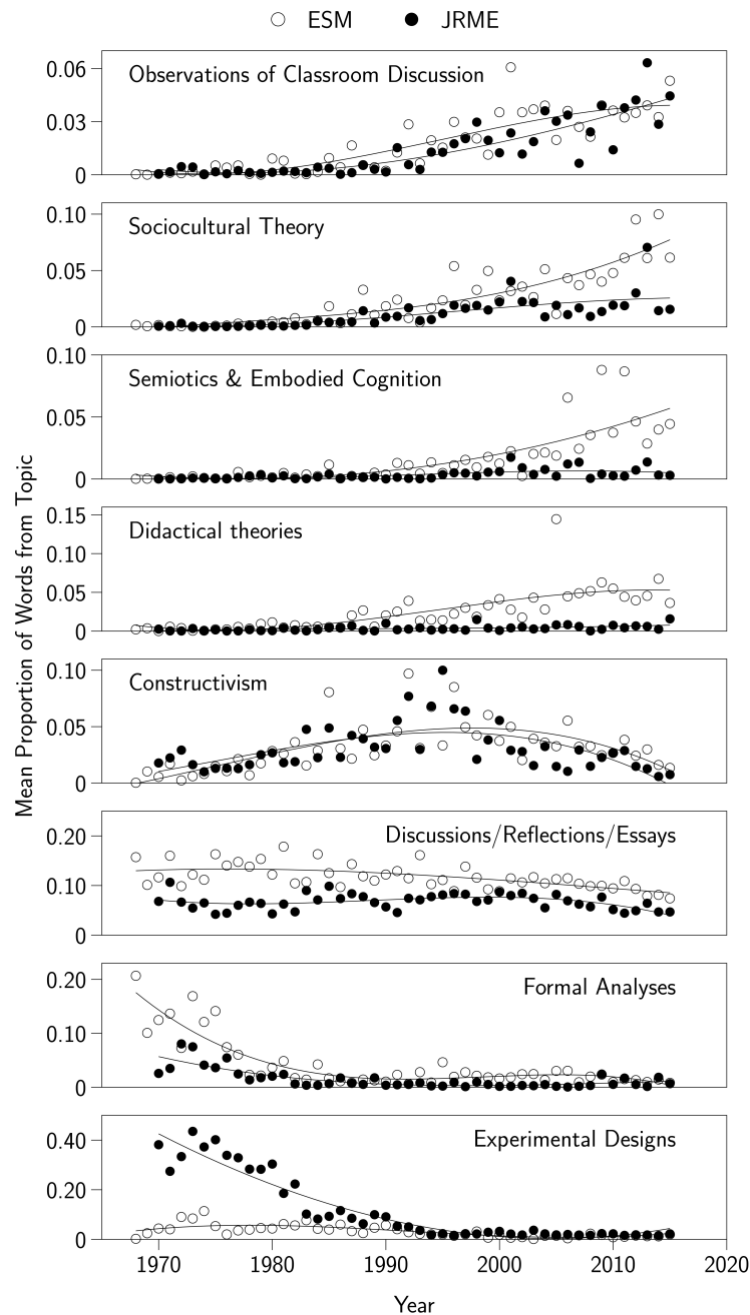 ESM JRME
Mean Proportion of Words from Topic
Observations of Classroom Discussion
0.06
0.03
0
Sociocultural Theory
0.10
0.05
0
Semiotics & Embodied Cognition
0.10
0.05
0
Didactical theories
0.15
0.10
0.05
0
Constructivism
0.10
0.05
0
Discussions/Reflections/Essays
0.20
0.10
0
Formal Analyses
0.20
0.10
0
Experimental Designs
0.40
0.20
0
1970 1980 1990 2000 2010 2020
Year